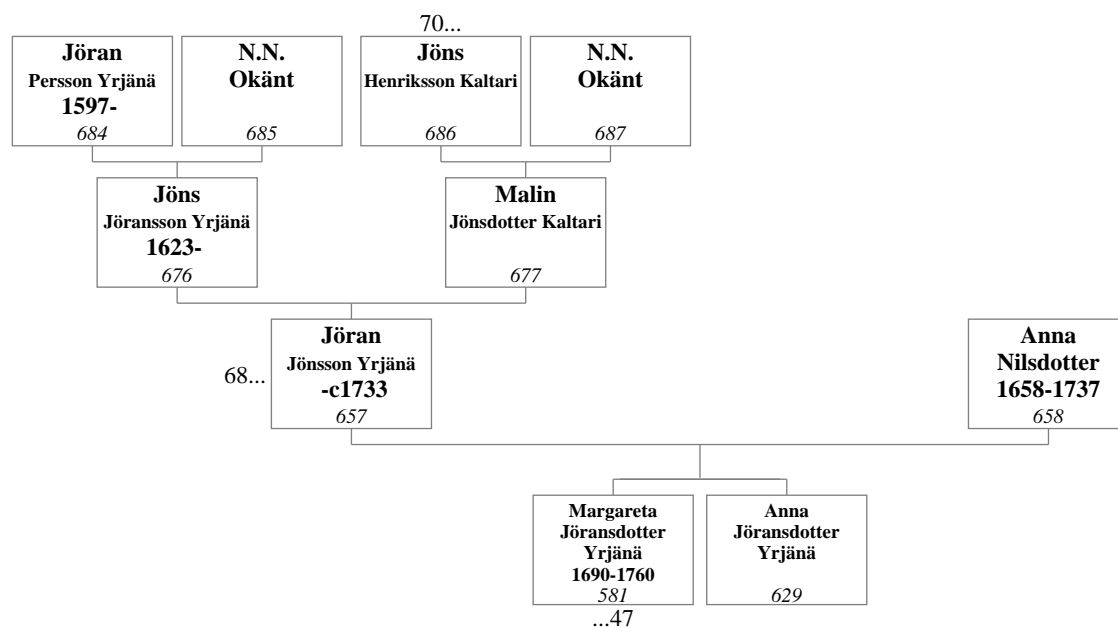 70...
Jöran
Persson Yrjänä
1597-
684
N.N.
Okänt
685
Jöns
Henriksson Kaltari
686
N.N.
Okänt
687
Jöns
Jöransson Yrjänä
1623-
676
Malin
Jönsdotter Kaltari
677
68...
Jöran
Jönsson Yrjänä
-c1733
657
Anna
Nilsdotter
1658-1737
658
Margareta
Jöransdotter
Yrjänä
1690-1760
581
Anna
Jöransdotter
Yrjänä
629
...47